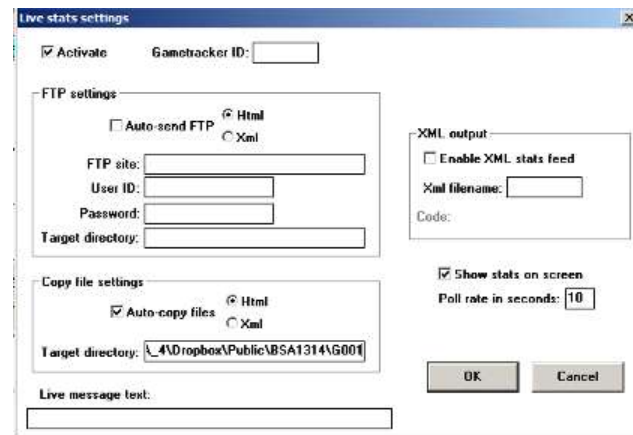 Live stats settings
Activate
Gametracker ID:
FTP settings
Auto-send FTP
Html
Xml
FTP site:
User ID:
Password:
Target directory:
XML output
Enable XML stats feed
Xml filename:
Code:
Copy file settings
Auto-copy files
Html
Xml
Target directory: \_4\Dropbox\Public\BSA1314\G001
Show stats on screen
Poll rate in seconds: 10
OK
Cancel
Live message text: